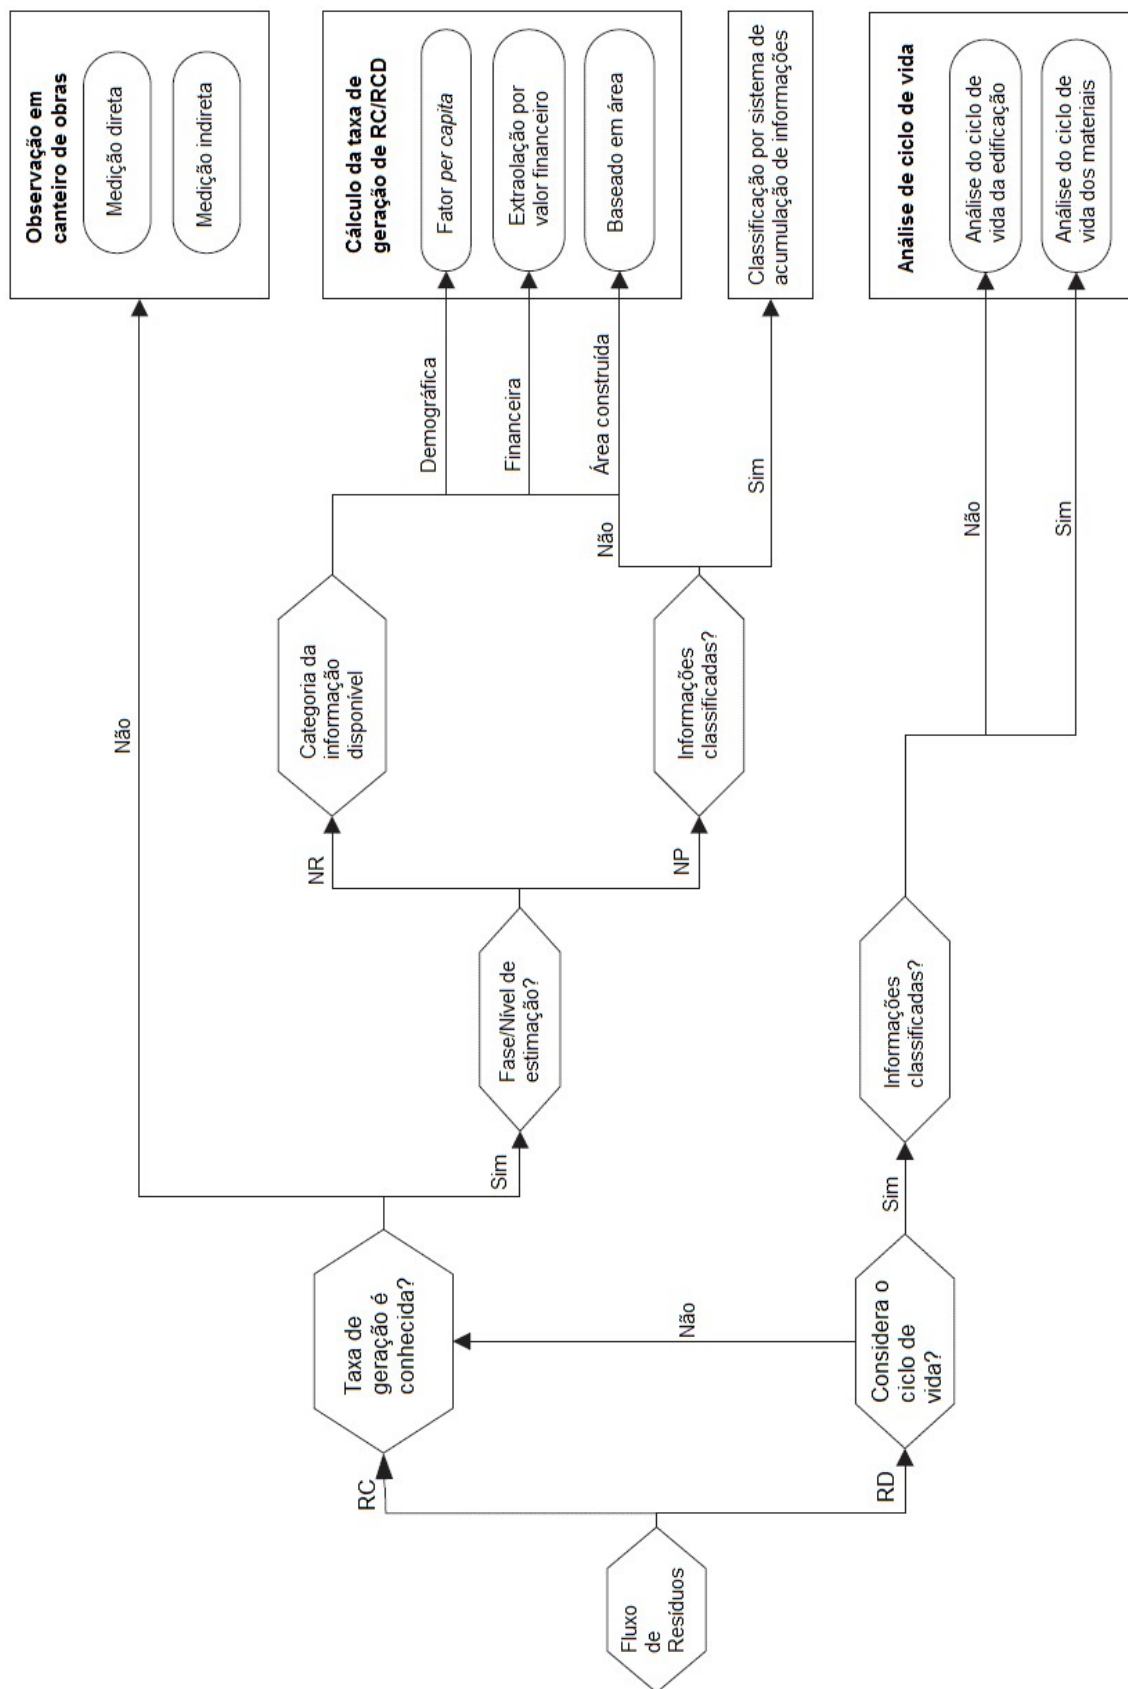 Fluxo
de
Resíduos
RC
RD
Taxa de
geração é
conhecida?
Considera o
ciclo de
vida?
Não
Sim
Sim
Não
Fase/Nível de
estimação?
Informações
classificadas?
NR
NP
Categoria da
informação
disponível
Informações
classificadas?
Demográfica
Financeira
Área construída
Não
Sim
Não
Sim
Observação em
canteiro de obras
Medição direta
Medição indireta
Cálculo da taxa de
geração de RC/RCD
Fator per capita
Extraolação por
valor financeiro
Baseado em área
Classificação por sistema de
acumulação de informações
Análise de ciclo de vida
Análise do ciclo de
vida da edificação
Análise do ciclo de
vida dos materiais